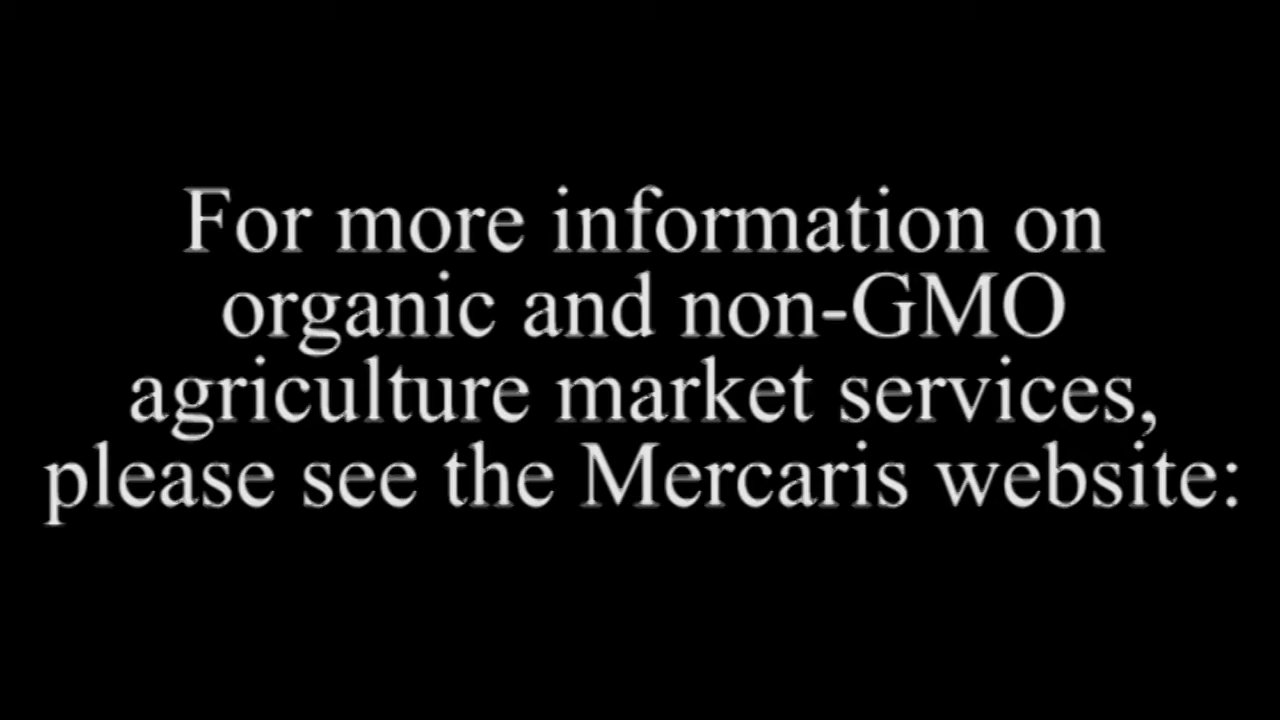 For more information on
organic and non-GMO
agriculture market services,
please see the Mercaris website: